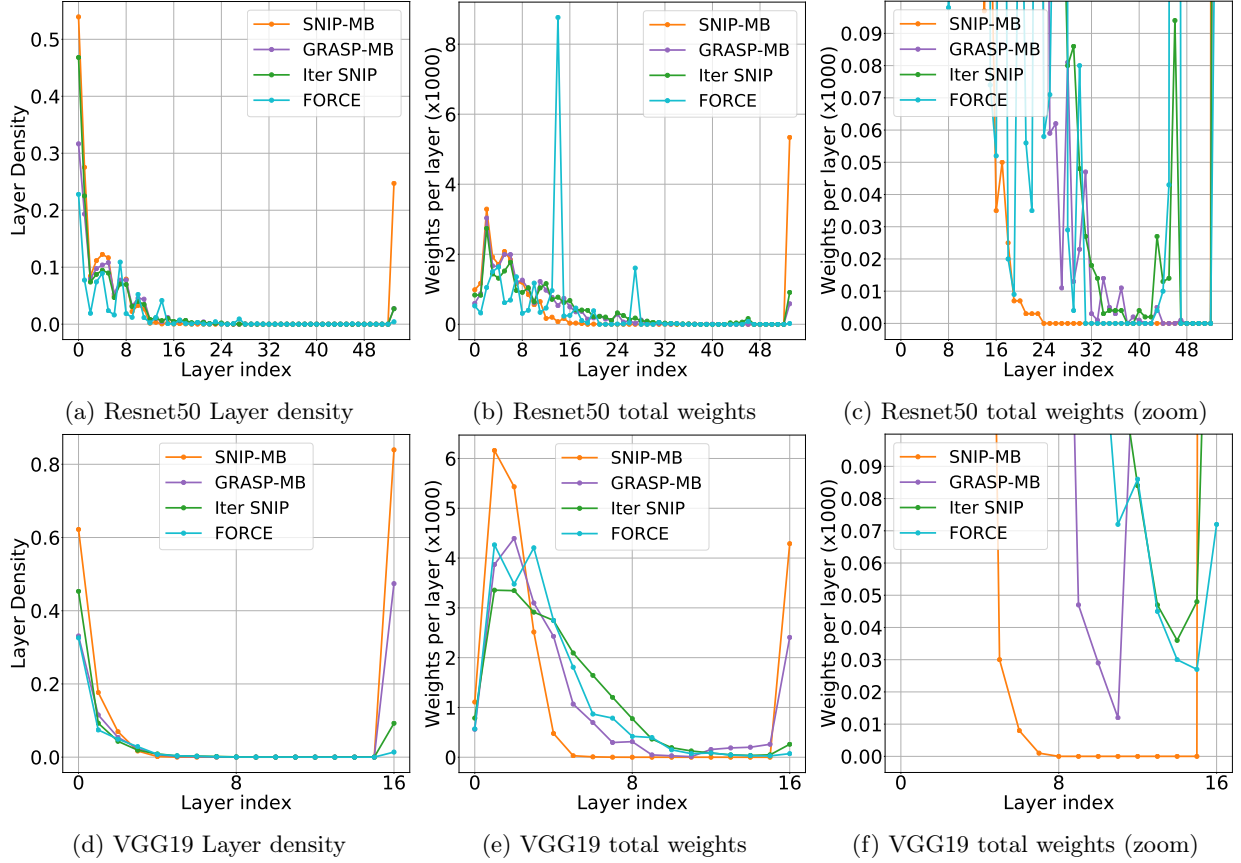 0.5
0.4
0.3
0.2
0.1
0.0
Layer Density
SNIP-MB
GRASP-MB
Iter SNIP
FORCE
0 8 16 24 32 40 48
Layer index
(a) Resnet50 Layer density
8
6
4
2
0
Weights per layer (x1000)
SNIP-MB
GRASP-MB
Iter SNIP
FORCE
0 8 16 24 32 40 48
Layer index
(b) Resnet50 total weights
0.09
0.08
0.07
0.06
0.05
0.04
0.03
0.02
0.01
0.00
Weights per layer (x1000)
SNIP-MB
GRASP-MB
Iter SNIP
FORCE
0 8 16 24 32 40 48
Layer index
(c) Resnet50 total weights (zoom)
0.8
0.6
0.4
0.2
0.0
Layer Density
SNIP-MB
GRASP-MB
Iter SNIP
FORCE
0 8 16
Layer index
(d) VGG19 Layer density
6
5
4
3
2
1
0
Weights per layer (x1000)
SNIP-MB
GRASP-MB
Iter SNIP
FORCE
0 8 16
Layer index
(e) VGG19 total weights
0.09
0.08
0.07
0.06
0.05
0.04
0.03
0.02
0.01
0.00
Weights per layer (x1000)
SNIP-MB
GRASP-MB
Iter SNIP
FORCE
0 8 16
Layer index
(f) VGG19 total weights (zoom)